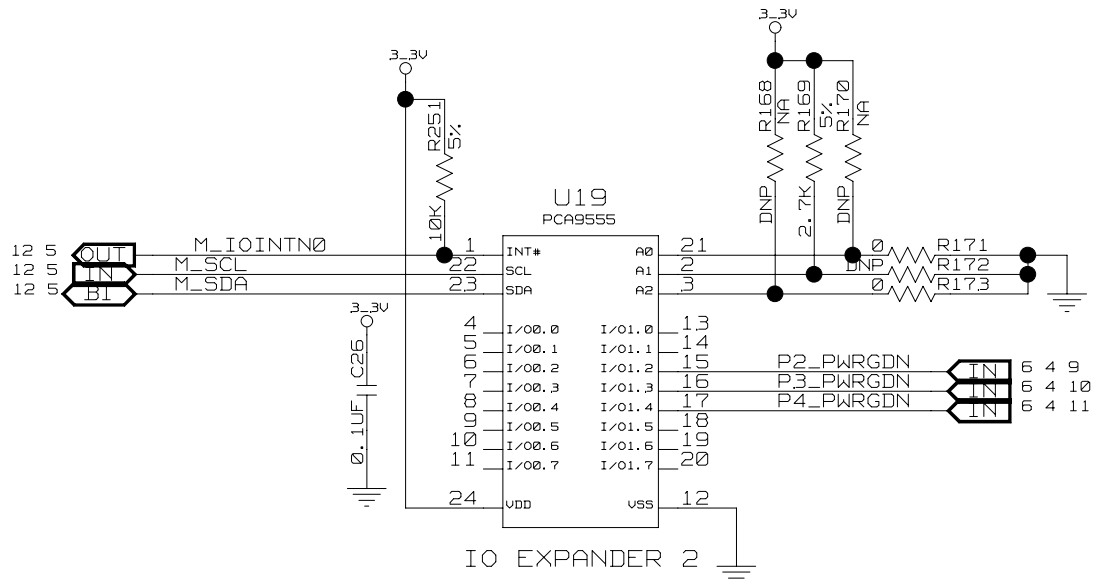 3_3V
3_3V
R168
NA
R169
5%
R170
NA
R251
5%
10K
DNP
2.7K
DNP
U19
PCA9555
12 5 OUT M_IOINTN0 1 INT# A0 21 0 R171
12 5 IN M_SCL 22 SCL A1 2 DNP R172
12 5 BI M_SDA 23 SDA A2 3 0 R173
3_3V
C26
0.1UF
4 I/O0.0 I/O1.0 13
5 I/O0.1 I/O1.1 14
6 I/O0.2 I/O1.2 15 P2_PWRGDN IN 6 4 9
7 I/O0.3 I/O1.3 16 P3_PWRGDN IN 6 4 10
8 I/O0.4 I/O1.4 17 P4_PWRGDN IN 6 4 11
9 I/O0.5 I/O1.5 18
10 I/O0.6 I/O1.6 19
11 I/O0.7 I/O1.7 20
24 VDD VSS 12
IO EXPANDER 2